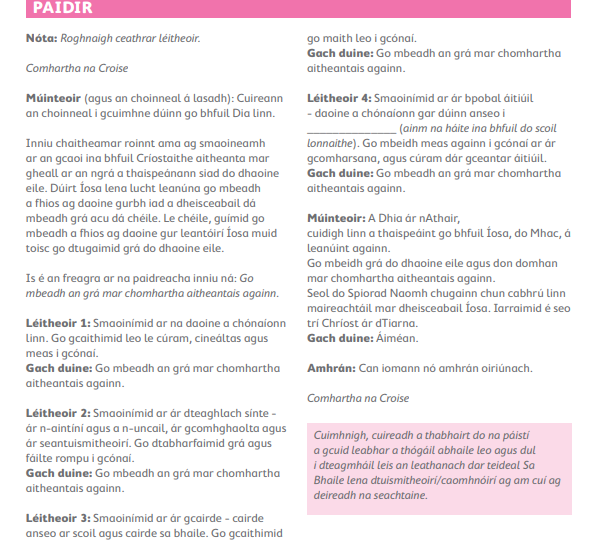 PAIDIR
Nóta: Roghnaigh ceathrar léitheoir.
Comhartha na Croise
Múinteoir (agus an choinneal á lasadh): Cuireann
an choinneal i gcuimhne dúinn go bhfuil Dia linn.
Inniu chaitheamar roinnt ama ag smaoineamh
ar an gcaoi ina bhfuil Críostaithe aitheanta mar
gheall ar an ngrá a thaispeánann siad do dhaoine
eile. Dúirt Íosa lena lucht leanúna go mbeadh
a fhios ag daoine gurbh iad a dheisceabail dá
mbeadh grá acu dá chéile. Le chéile, guímid go
mbeadh a fhios ag daoine gur leantóirí Íosa muid
toisc go dtugaimid grá do dhaoine eile.
Is é an freagra ar na paidreacha inniu ná: Go
mbeadh an grá mar chomhartha aitheantais againn.
Léitheoir 1: Smaoinímid ar na daoine a chónaíonn
linn. Go gcaithimid leo le cúram, cineáltas agus
meas i gcónaí.
Gach duine: Go mbeadh an grá mar chomhartha
aitheantais againn.
Léitheoir 2: Smaoinímid ar ár dteaghlach sínte -
ár n-aintíní agus a n-uncail, ár gcomhghaolta agus
ár seantuismitheoirí. Go dtabharfaimid grá agus
fáilte rompu i gcónaí.
Gach duine: Go mbeadh an grá mar chomhartha
aitheantais againn.
Léitheoir 3: Smaoinímid ar ár gcairde - cairde
anseo ar scoil agus cairde sa bhaile. Go gcaithimid
go maith leo i gcónaí.
Gach duine: Go mbeadh an grá mar chomhartha
aitheantais againn.
Léitheoir 4: Smaoinímid ar ár bpobal áitiúil
- daoine a chónaíonn gar dúinn anseo i
_______________ (ainm na háite ina bhfuil do scoil
lonnaithe). Go mbeidh meas againn i gcónaí ar ár
gcomharsana, agus cúram dár gceantar áitiúil.
Gach duine: Go mbeadh an grá mar chomhartha
aitheantais againn.
Múinteoir: A Dhia ár nAthair,
cuidigh linn a thaispeáint go bhfuil Íosa, do Mhac, á
leanúint againn.
Go mbeidh grá do dhaoine eile agus don domhan
mar chomhartha aitheantais againn.
Seol do Spiorad Naomh chugainn chun cabhrú linn
maireachtáil mar dheisceabail Íosa. Iarraimid é seo
trí Chríost ár dTiarna.
Gach duine: Áiméan.
Amhrán: Can iomann nó amhrán oiriúnach.
Comhartha na Croise
Cuimhnigh, cuireadh a thabhairt do na páistí
a gcuid leabhar a thógáil abhaile leo agus dul
i dteagmháil leis an leathanach dar teideal Sa
Bhaile lena dtuismitheoirí/caomhnóirí ag am cuí ag
deireadh na seachtaine.